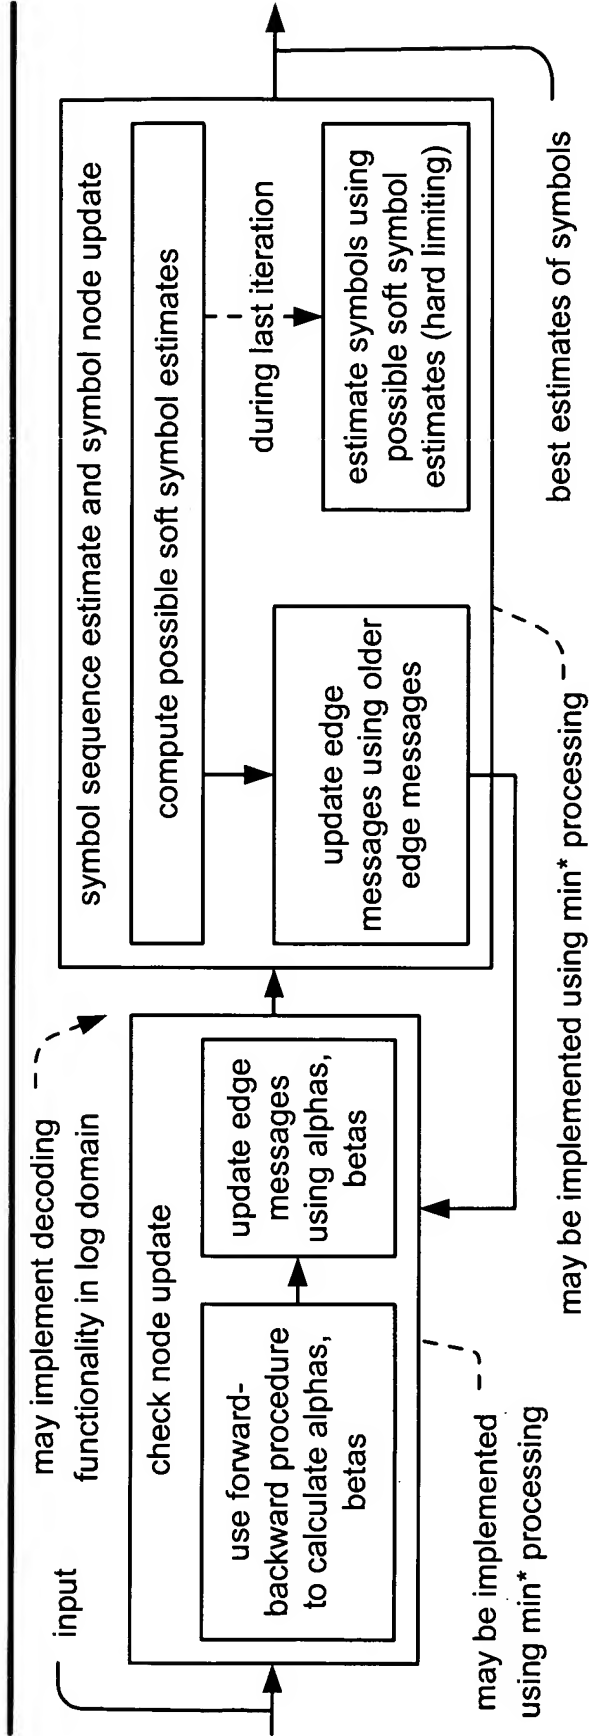 input
may implement decoding
functionality in log domain
check node update
use forward-
backward procedure
to calculate alphas,
betas
update edge
messages
using alphas,
betas
may be implemented
using min* processing
symbol sequence estimate and symbol node update
compute possible soft symbol estimates
update edge
messages using older
edge messages
during last iteration
estimate symbols using
possible soft symbol
estimates (hard limiting)
may be implemented using min* processing
best estimates of symbols